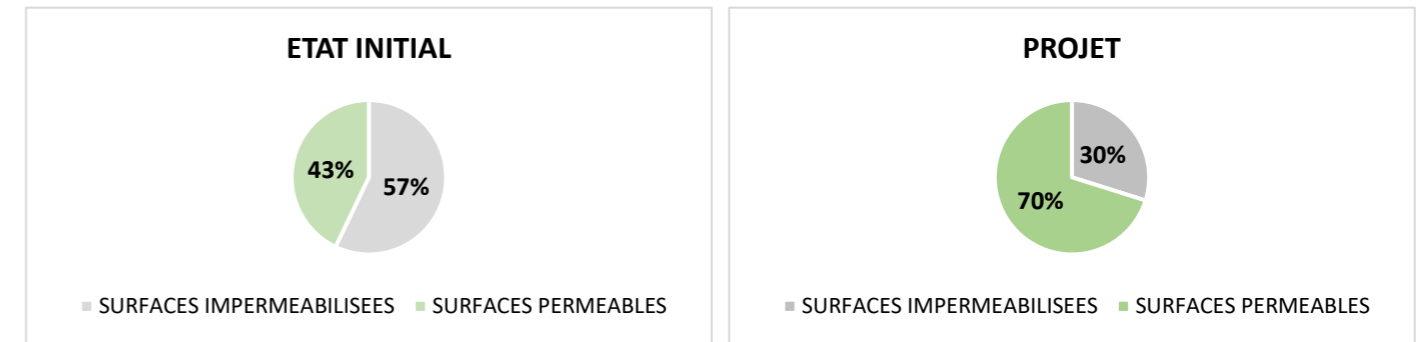 ETAT INITIAL
43%
57%
SURFACES IMPERMEABILISEES
SURFACES PERMEABLES
PROJET
30%
70%
SURFACES IMPERMEABILISEES
SURFACES PERMEABLES